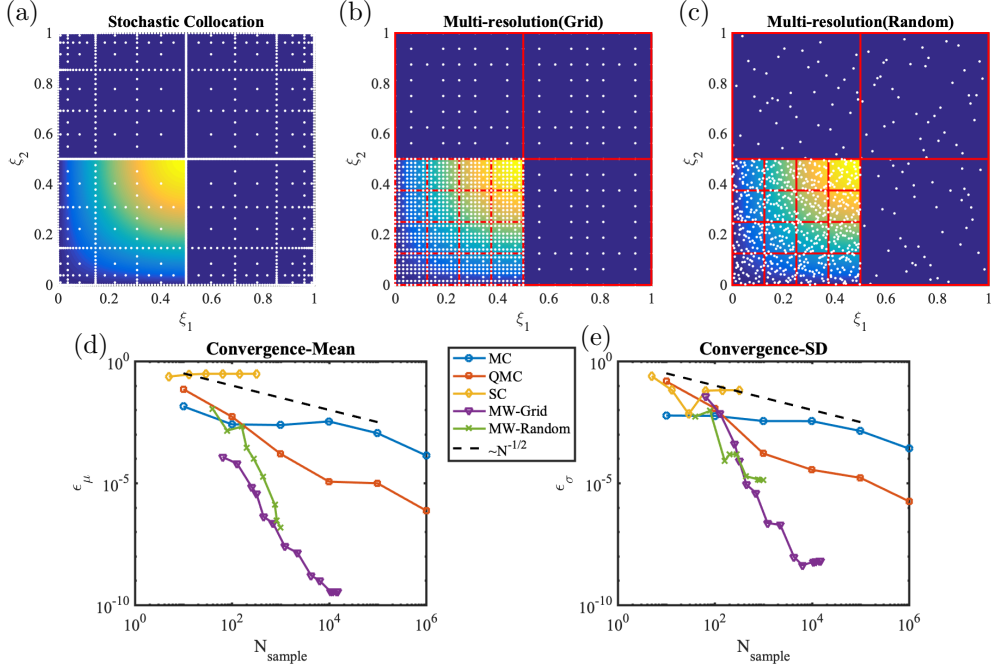 (a) Stochastic Collocation
(b) Multi-resolution(Grid)
(c) Multi-resolution(Random)
1
0.8
0.6
0.4
0.2
0
ξ2
0 0.2 0.4 0.6 0.8 1
ξ1
1
0.8
0.6
0.4
0.2
0
ξ2
0 0.2 0.4 0.6 0.8 1
ξ1
1
0.8
0.6
0.4
0.2
0
ξ2
0 0.2 0.4 0.6 0.8 1
ξ1
(d) Convergence-Mean
10^0
10^-5
10^-10
ϵμ
10^0 10^2 10^4 10^6
N_sample
MC
QMC
SC
MW-Grid
MW-Random
~N^-1/2
(e) Convergence-SD
10^0
10^-5
10^-10
ϵσ
10^0 10^2 10^4 10^6
N_sample